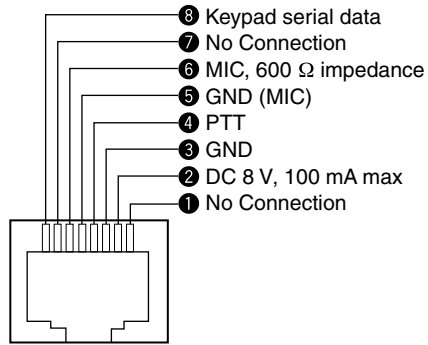 ❽ Keypad serial data
❼ No Connection
❻ MIC, 600 Ω impedance
❺ GND (MIC)
❹ PTT
❸ GND
❷ DC 8 V, 100 mA max
❶ No Connection